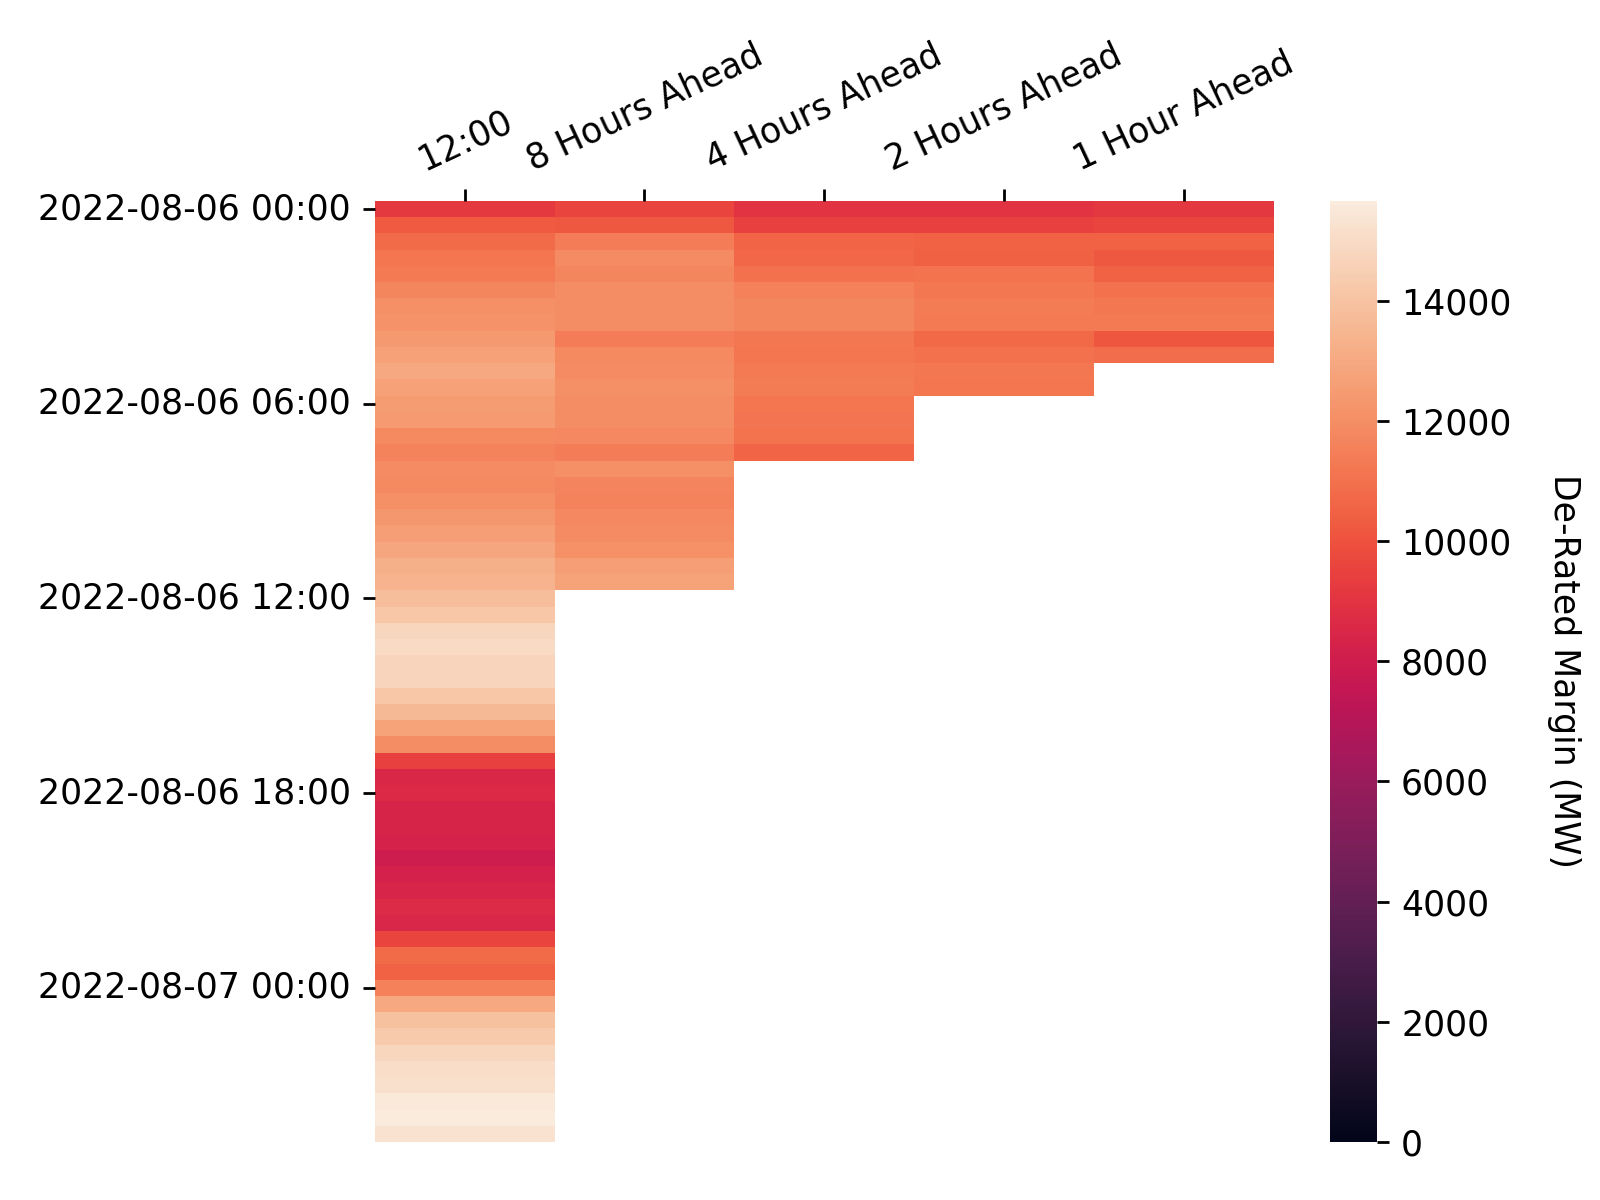 12:00
8 Hours Ahead
4 Hours Ahead
2 Hours Ahead
1 Hour Ahead
2022-08-06 00:00
2022-08-06 06:00
2022-08-06 12:00
2022-08-06 18:00
2022-08-07 00:00
14000
12000
10000
8000
6000
4000
2000
0
De-Rated Margin (MW)